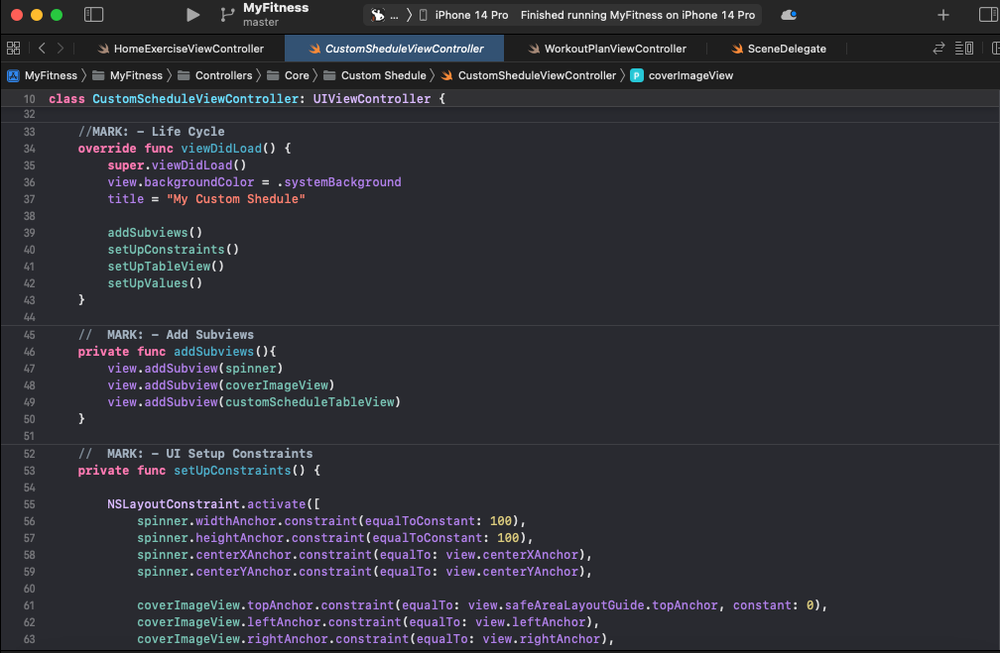 MyFitness
master
... iPhone 14 Pro Finished running MyFitness on iPhone 14 Pro
HomeExerciseViewController CustomSheduleViewController WorkoutPlanViewController SceneDelegate
MyFitness MyFitness Controllers Core Custom Shedule CustomSheduleViewController P coverImageView
10 class CustomScheduleViewController: UIViewController {
32
33 //MARK: - Life Cycle
34 override func viewDidLoad() {
35 super.viewDidLoad()
36 view.backgroundColor = .systemBackground
37 title = "My Custom Shedule"
38
39 addSubviews()
40 setUpConstraints()
41 setUpTableView()
42 setUpValues()
43 }
44
45 // MARK: - Add Subviews
46 private func addSubviews(){
47 view.addSubview(spinner)
48 view.addSubview(coverImageView)
49 view.addSubview(customScheduleTableView)
50 }
51
52 // MARK: - UI Setup Constraints
53 private func setUpConstraints() {
54
55 NSLayoutConstraint.activate([
56 spinner.widthAnchor.constraint(equalToConstant: 100),
57 spinner.heightAnchor.constraint(equalToConstant: 100),
58 spinner.centerXAnchor.constraint(equalTo: view.centerXAnchor),
59 spinner.centerYAnchor.constraint(equalTo: view.centerYAnchor),
60
61 coverImageView.topAnchor.constraint(equalTo: view.safeAreaLayoutGuide.topAnchor, constant: 0),
62 coverImageView.leftAnchor.constraint(equalTo: view.leftAnchor),
63 coverImageView.rightAnchor.constraint(equalTo: view.rightAnchor),